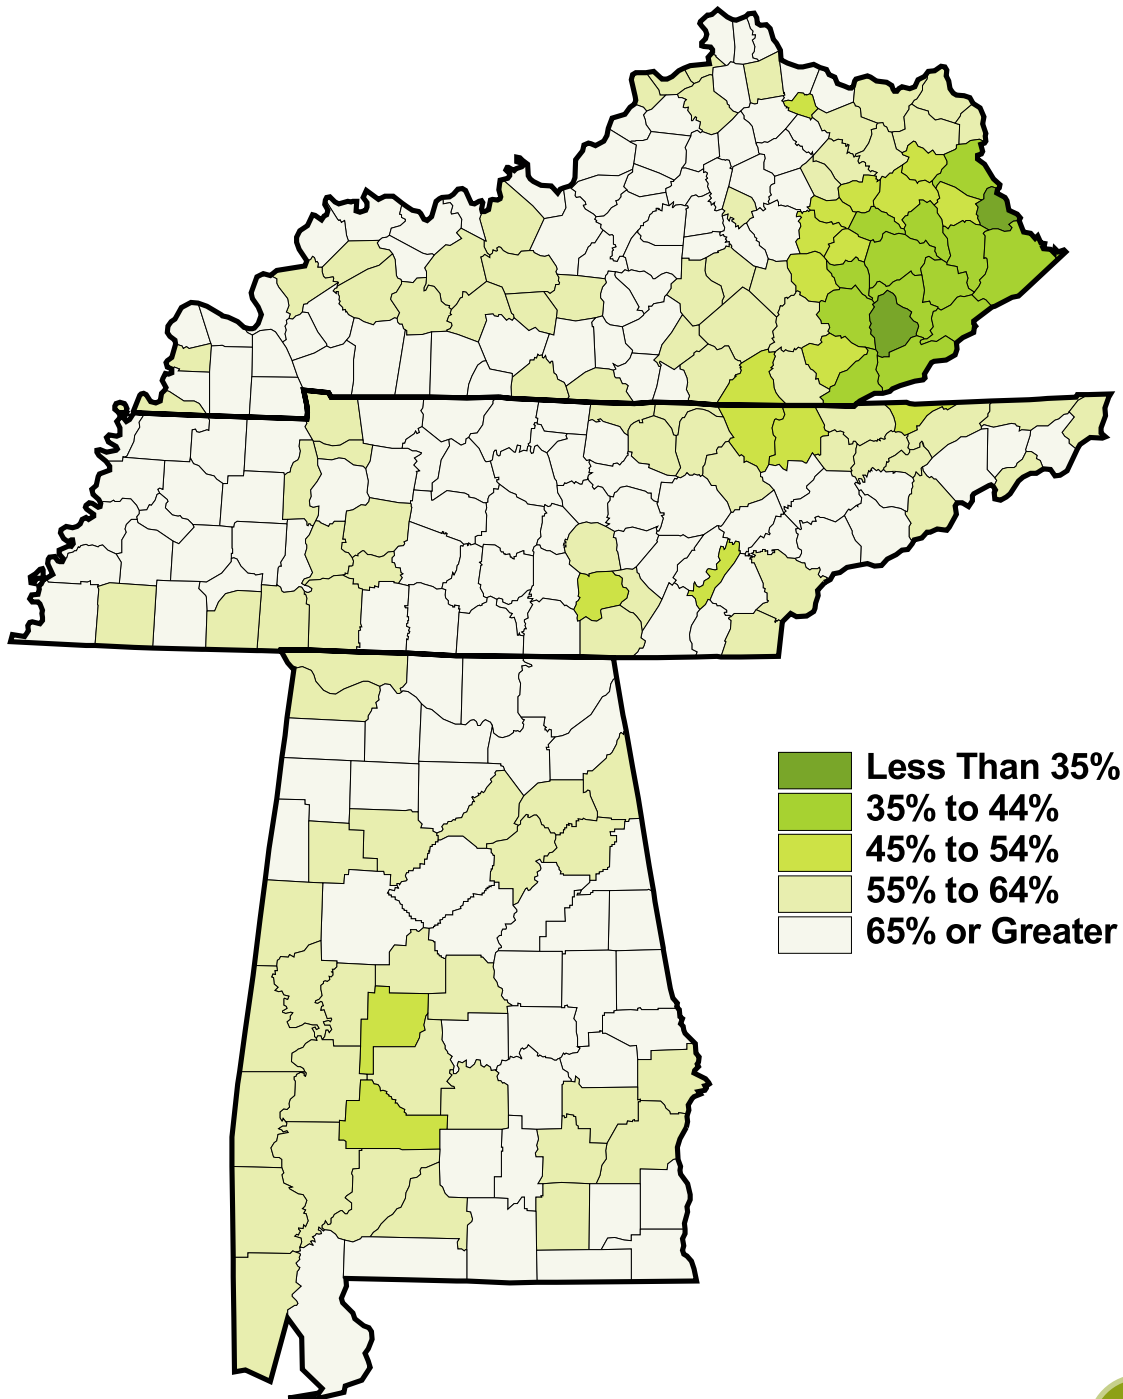 Less Than 35%
35% to 44%
45% to 54%
55% to 64%
65% or Greater